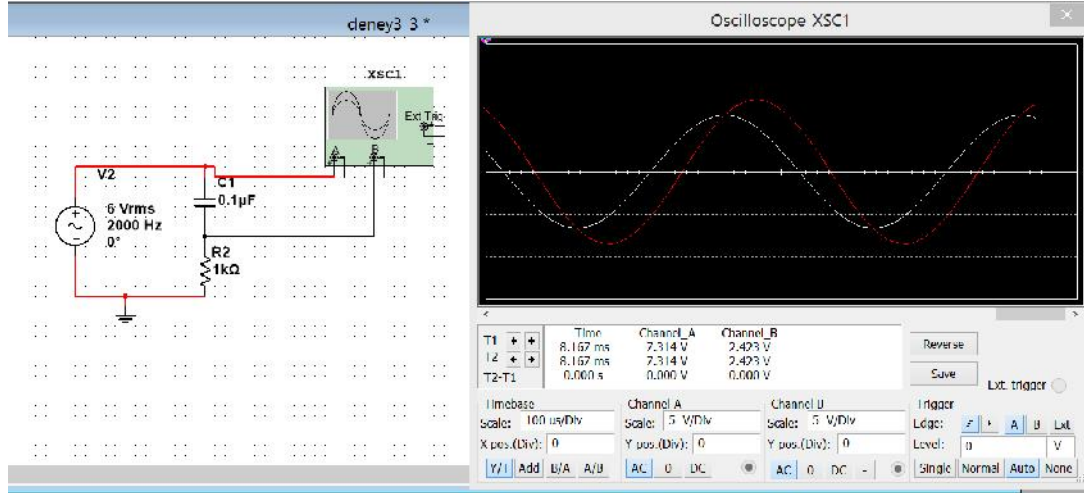 deney3 3 *
Oscilloscope XSC1
xsc1
Ext Trig
A B
V2
6 Vrms
2000 Hz
0°
C1
0.1µF
R2
1kΩ
Time Channel_A Channel_B
T1 8.167 ms 7.314 V 2.423 V
T2 8.167 ms 7.314 V 2.423 V
T2-T1 0.000 s 0.000 V 0.000 V
Reverse
Save
Ext. trigger
Timebase
Scale: 100 us/Div
X pos.(Div): 0
Y/T Add B/A A/B
Channel A
Scale: 5 V/Div
Y pos.(Div): 0
AC 0 DC
Channel B
Scale: 5 V/Div
Y pos.(Div): 0
AC 0 DC -
Trigger
Edge: A B Ext
Level: 0 V
Single Normal Auto None